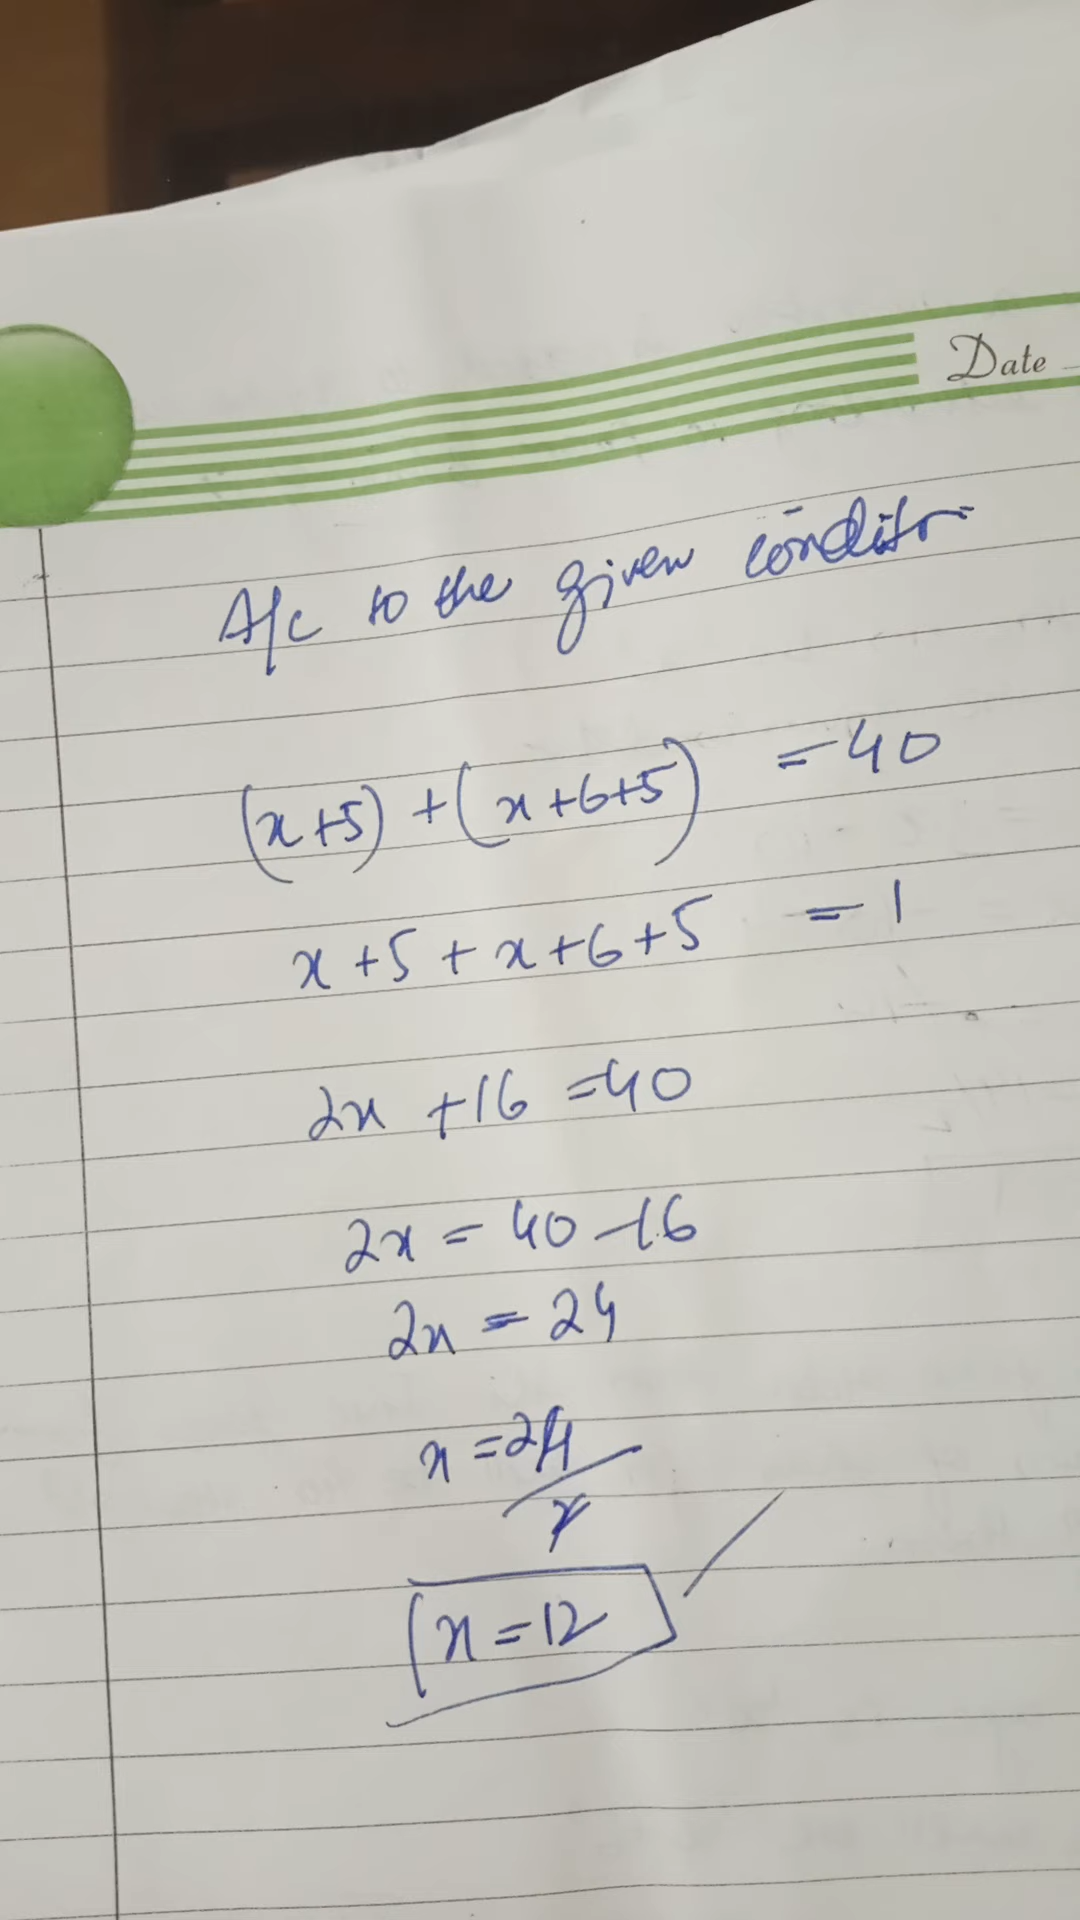 Date
A/c to the given condition
(x+5) + (x+6+5) = 40
x+5 + x+6+5 = 1
2x +16 =40
2x = 40-16
2x = 24
x = 24
2
x = 12